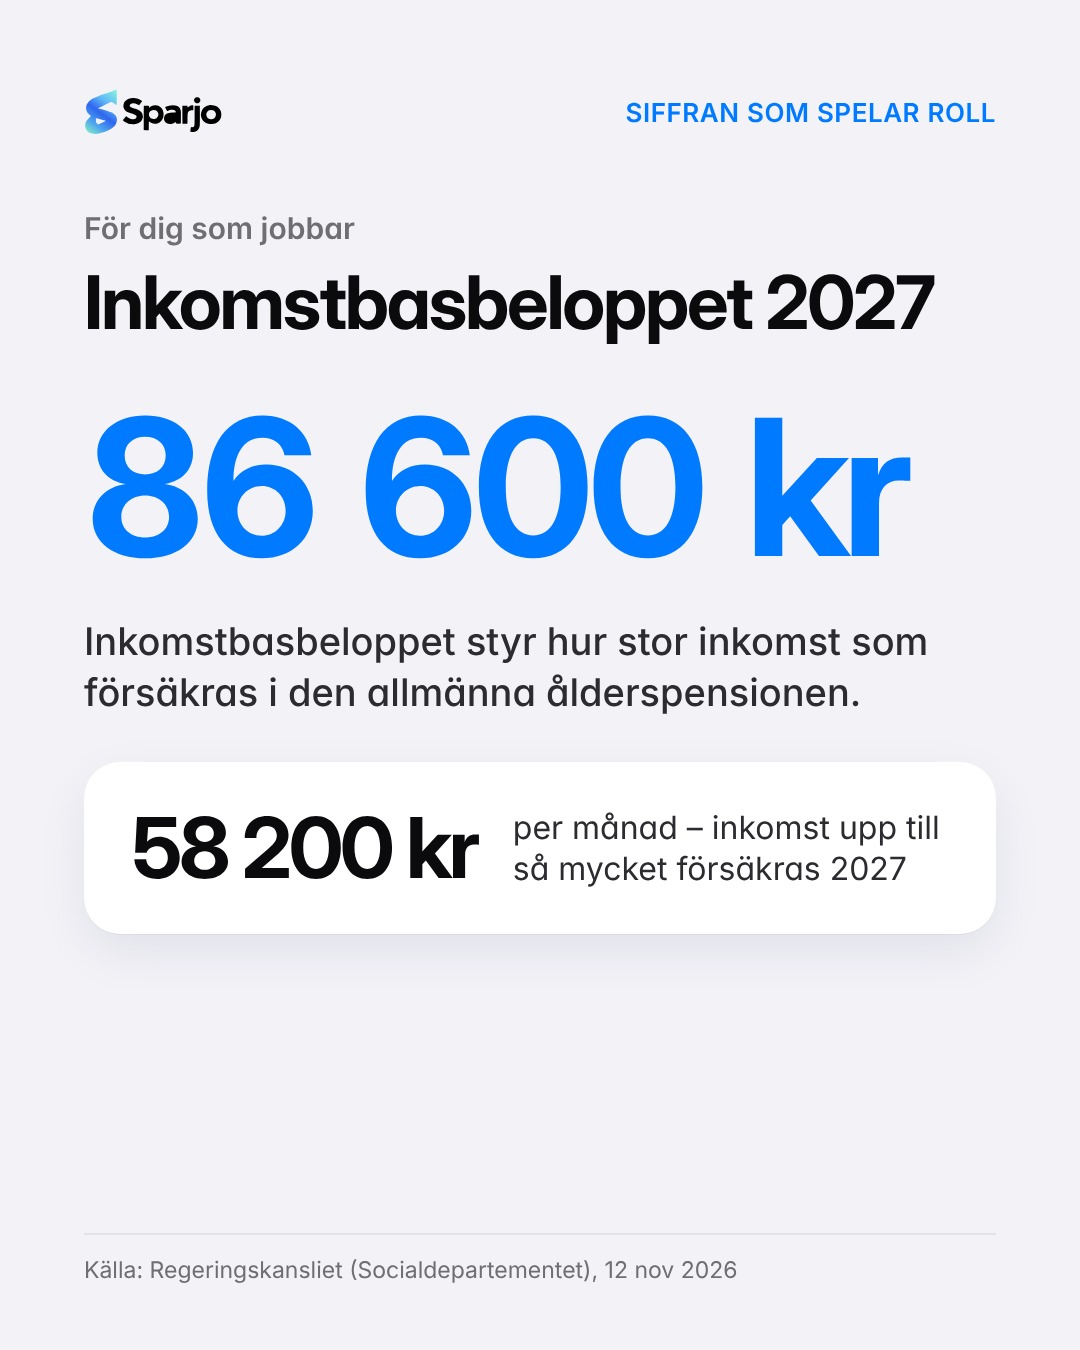 Sparjo
SIFFRAN SOM SPELAR ROLL
För dig som jobbar
Inkomstbasbeloppet 2027
86 600 kr
Inkomstbasbeloppet styr hur stor inkomst som
försäkras i den allmänna ålderspensionen.
58 200 kr
per månad – inkomst upp till
så mycket försäkras 2027
Källa: Regeringskansliet (Socialdepartementet), 12 nov 2026